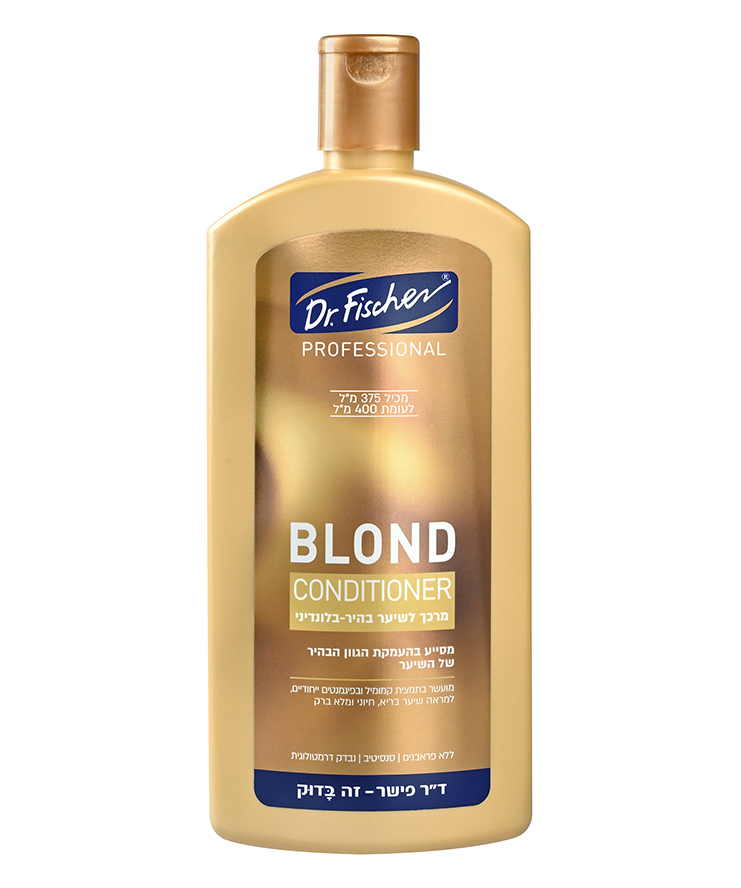 Dr. Fischer®
PROFESSIONAL
מכיל 375 מ"ל
לעומת 400 מ"ל
BLOND
CONDITIONER
מרכך לשיער בהיר-בלונדיני
מסייע בהעמקת הגוון הבהיר
של השיער
מועשר בתמצית קמומיל ובפיגמנטים ייחודיים,
למראה שיער בריא, חיוני ומלא ברק
ללא פראבנים | סנסיטיב | נבדק דרמטולוגית
ד"ר פישר - זה בָּדוּק